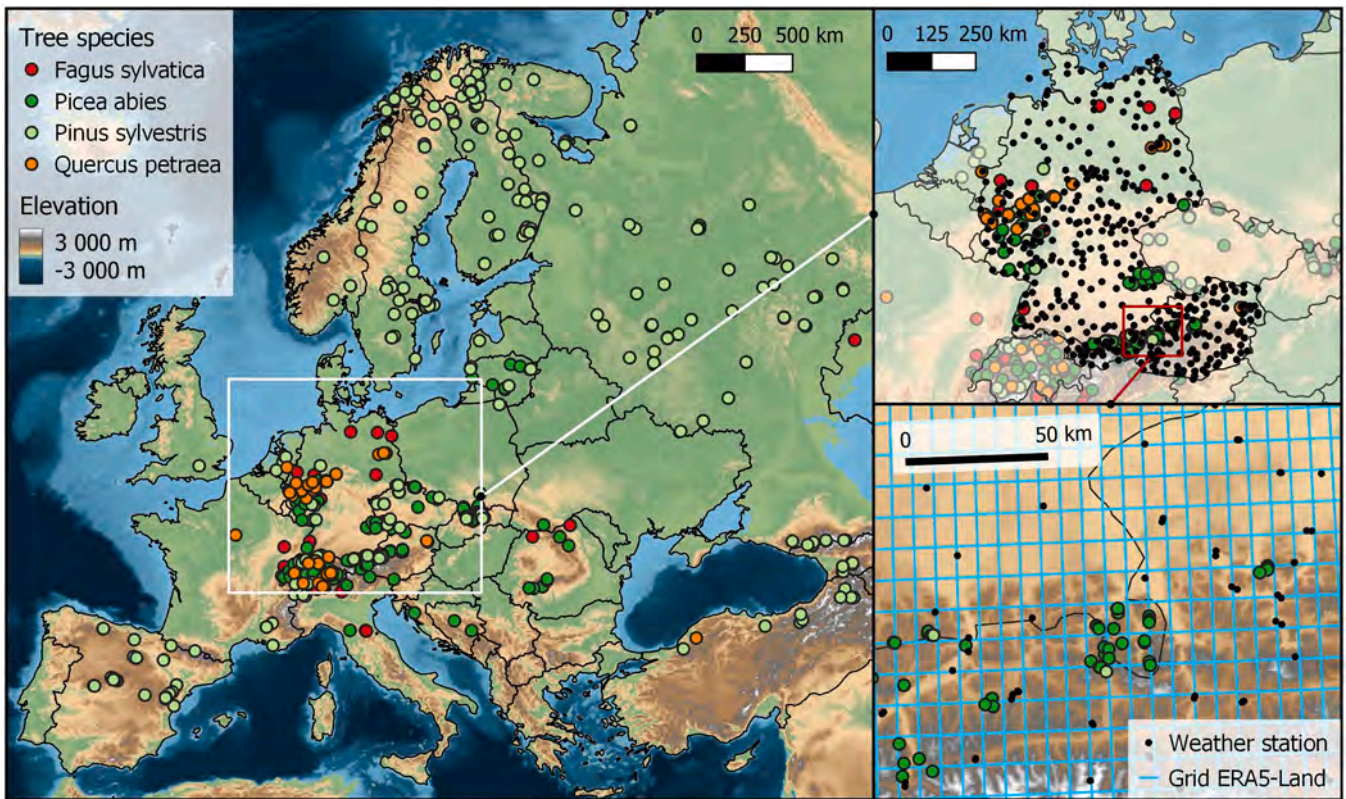 Tree species
Fagus sylvatica
Picea abies
Pinus sylvestris
Quercus petraea
Elevation
3 000 m
-3 000 m
0 250 500 km
0 125 250 km
0 50 km
Weather station
Grid ERA5-Land